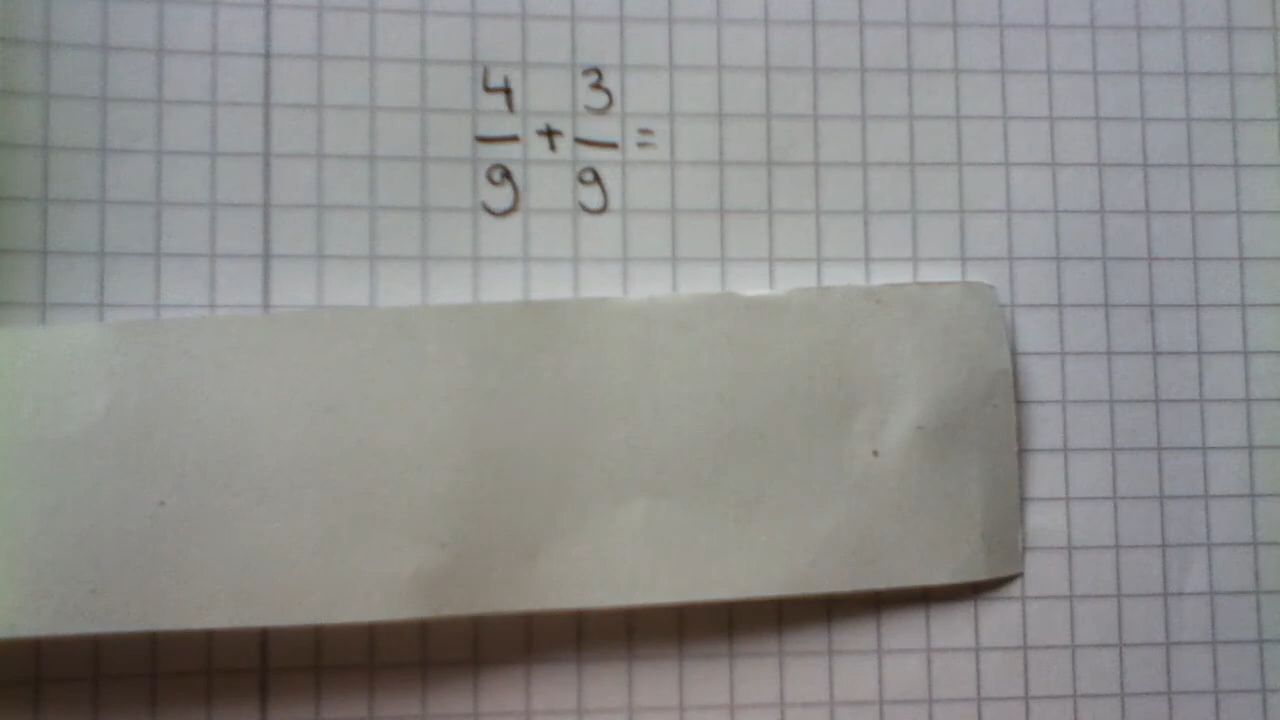 4/9 + 3/9 =